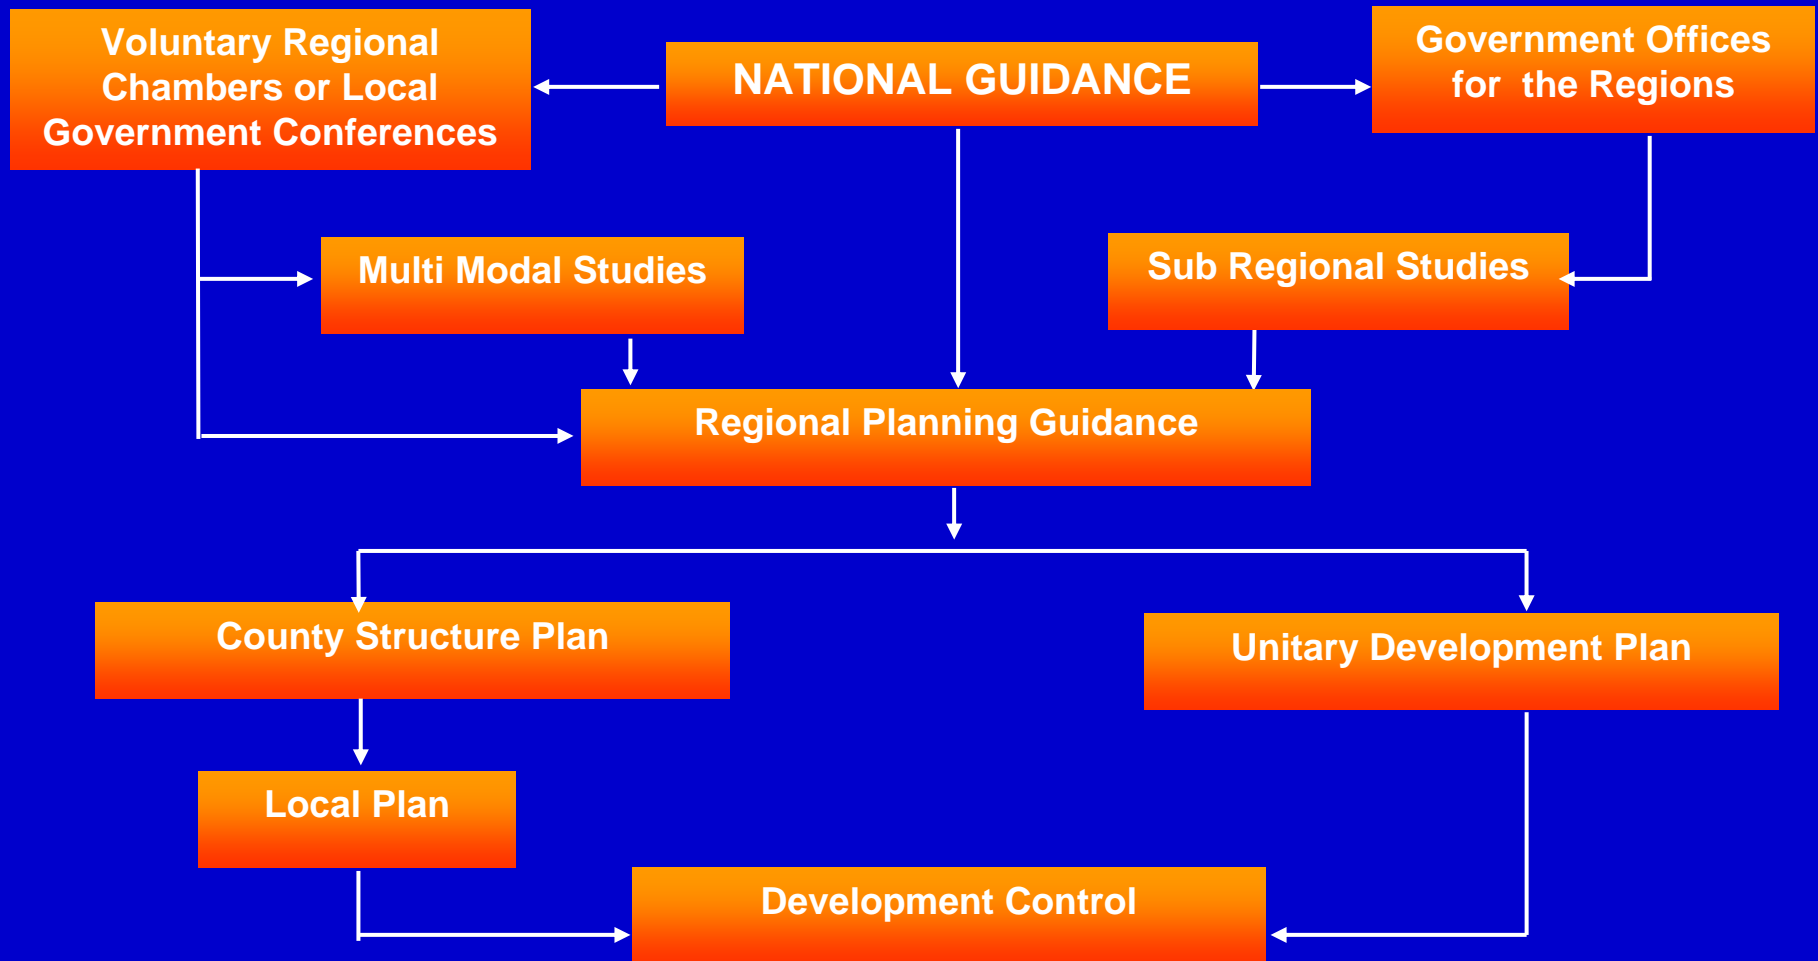 Voluntary Regional
Chambers or Local
Government Conferences
NATIONAL GUIDANCE
Government Offices
for the Regions
Multi Modal Studies
Sub Regional Studies
Regional Planning Guidance
County Structure Plan
Unitary Development Plan
Local Plan
Development Control